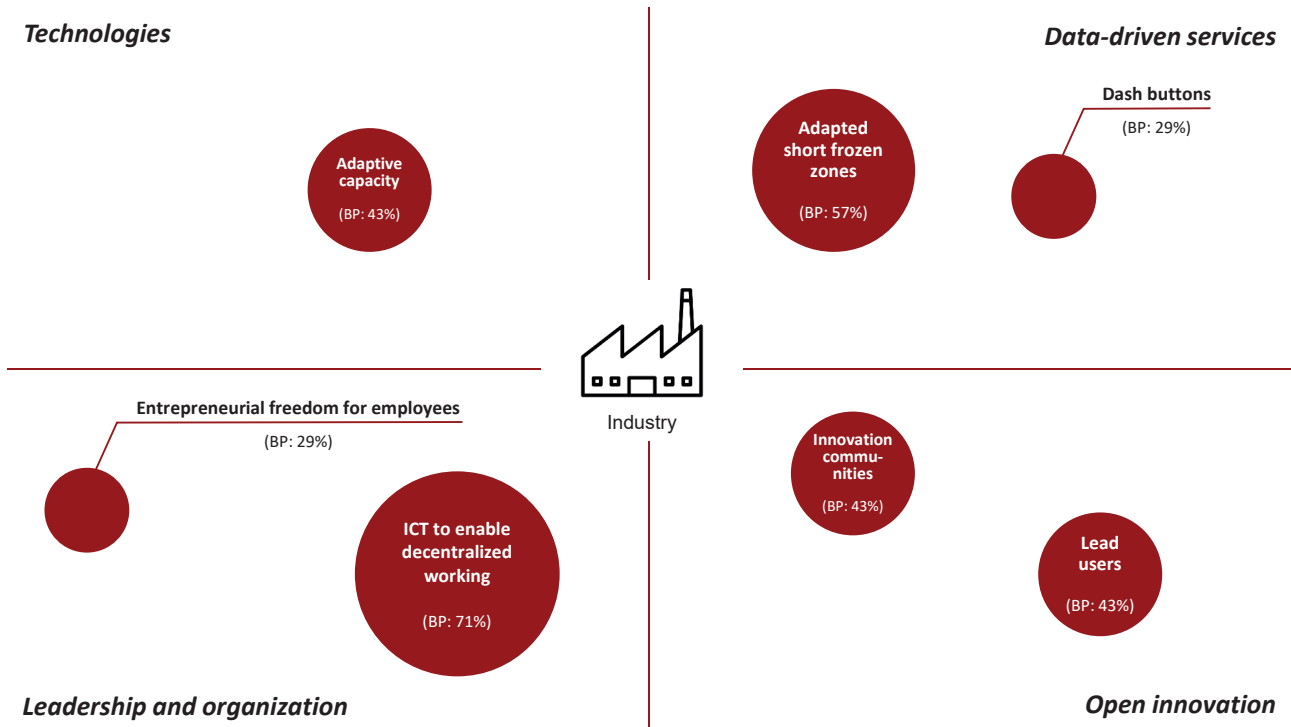 Technologies
Data-driven services
Adaptive
capacity
(BP: 43%)
Adapted
short frozen
zones
(BP: 57%)
Dash buttons
(BP: 29%)
Industry
Entrepreneurial freedom for employees
(BP: 29%)
ICT to enable
decentralized
working
(BP: 71%)
Innovation
commu-
nities
(BP: 43%)
Lead
users
(BP: 43%)
Leadership and organization
Open innovation